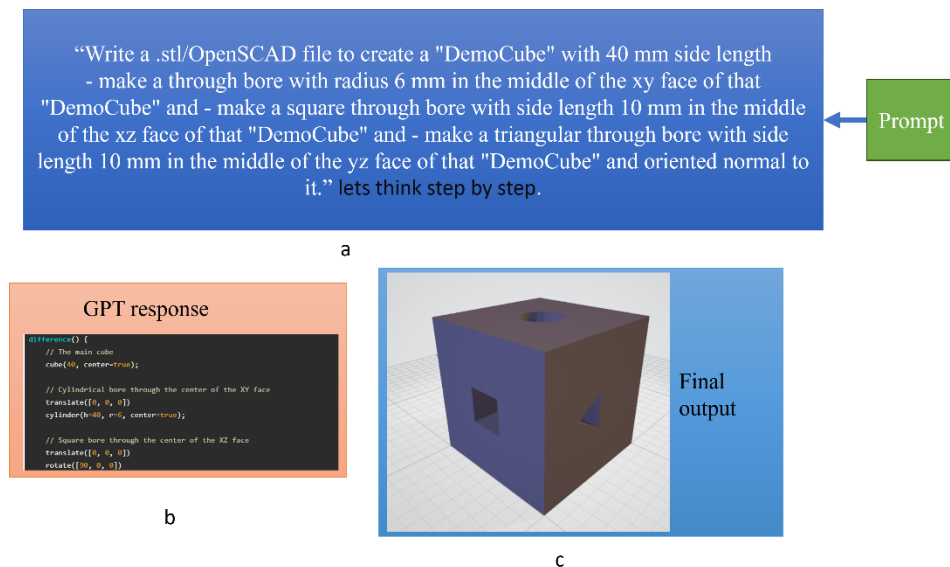 “Write a .stl/OpenSCAD file to create a "DemoCube" with 40 mm side length
- make a through bore with radius 6 mm in the middle of the xy face of that
"DemoCube" and - make a square through bore with side length 10 mm in the middle
of the xz face of that "DemoCube" and - make a triangular through bore with side
length 10 mm in the middle of the yz face of that "DemoCube" and oriented normal to
it.” lets think step by step.
Prompt
a
GPT response
difference() {
// The main cube
cube(40, center=true);
// Cylindrical bore through the center of the XY face
translate([0, 0, 0])
cylinder(h=40, r=6, center=true);
// Square bore through the center of the XZ face
translate([0, 0, 0])
rotate([90, 0, 0])
b
Final
output
c